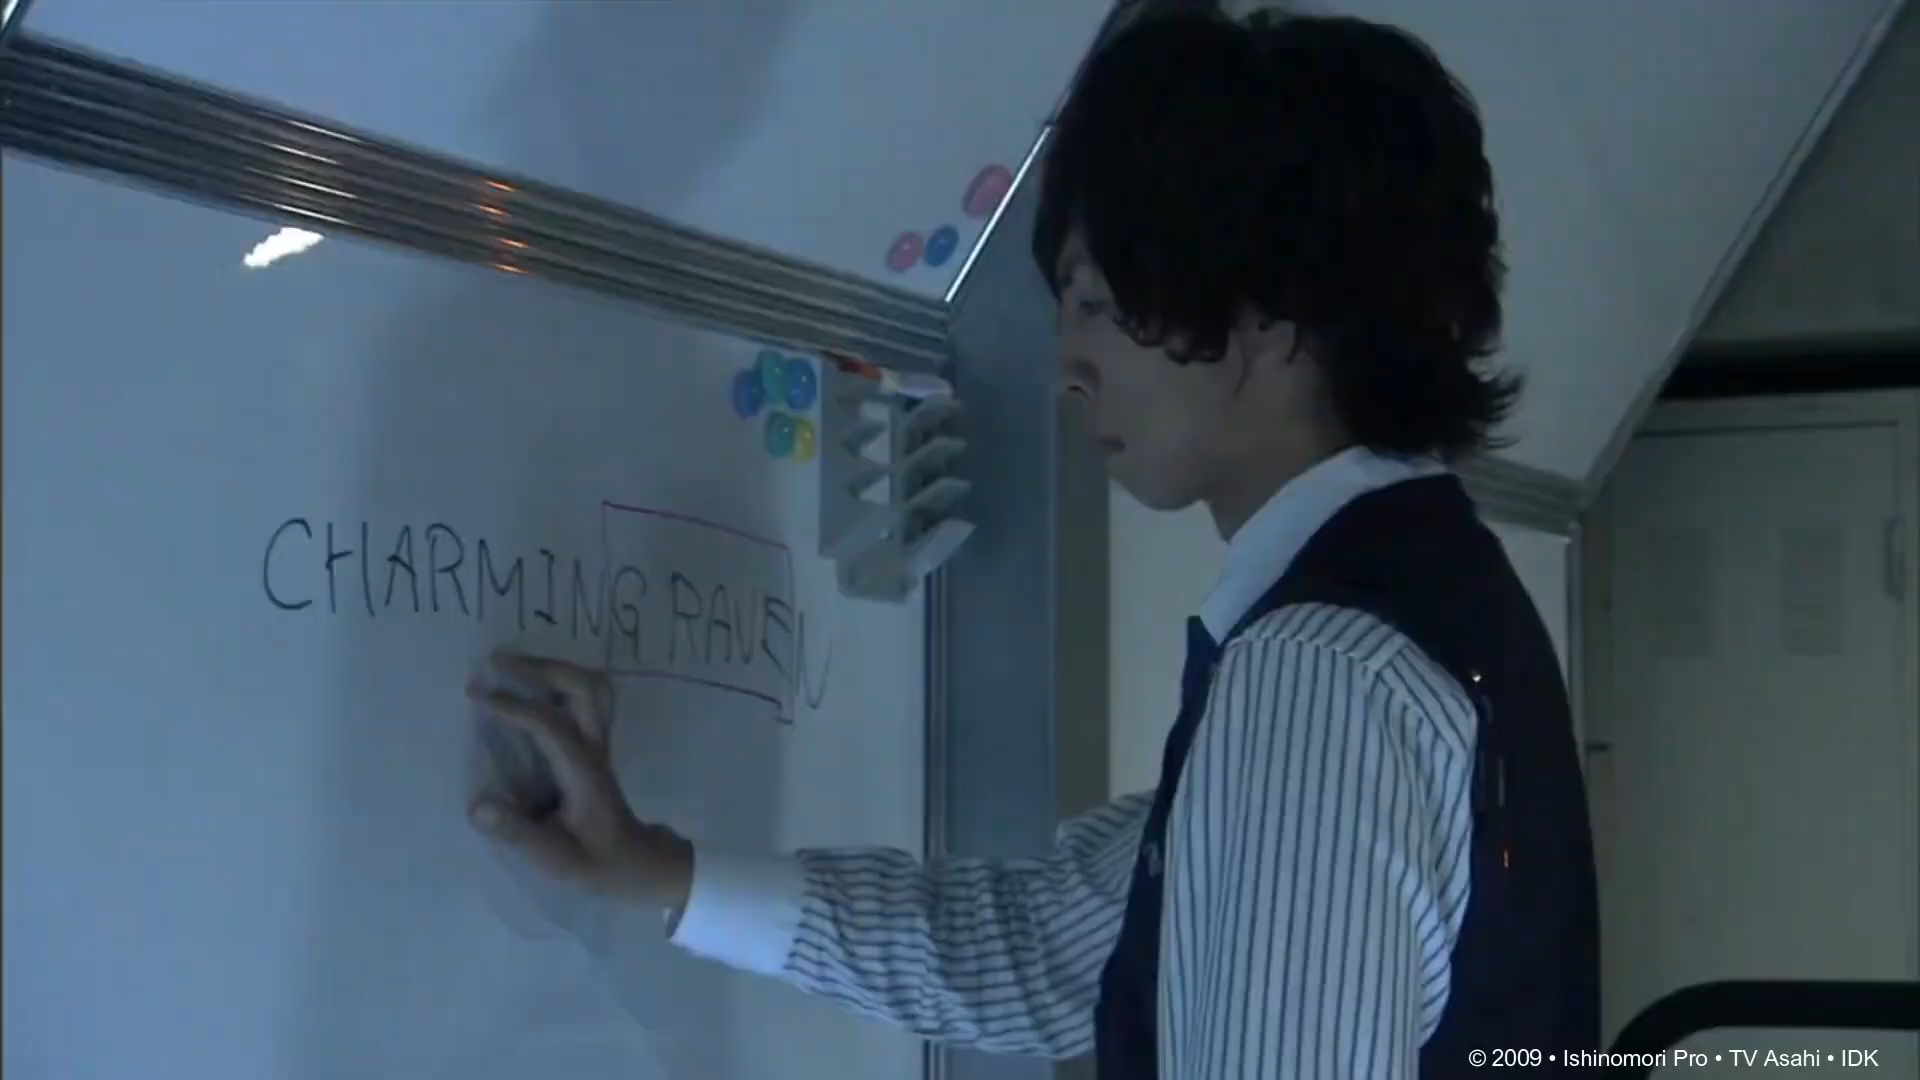 CHARMING RAVEN
© 2009 • Ishinomori Pro • TV Asahi • IDK